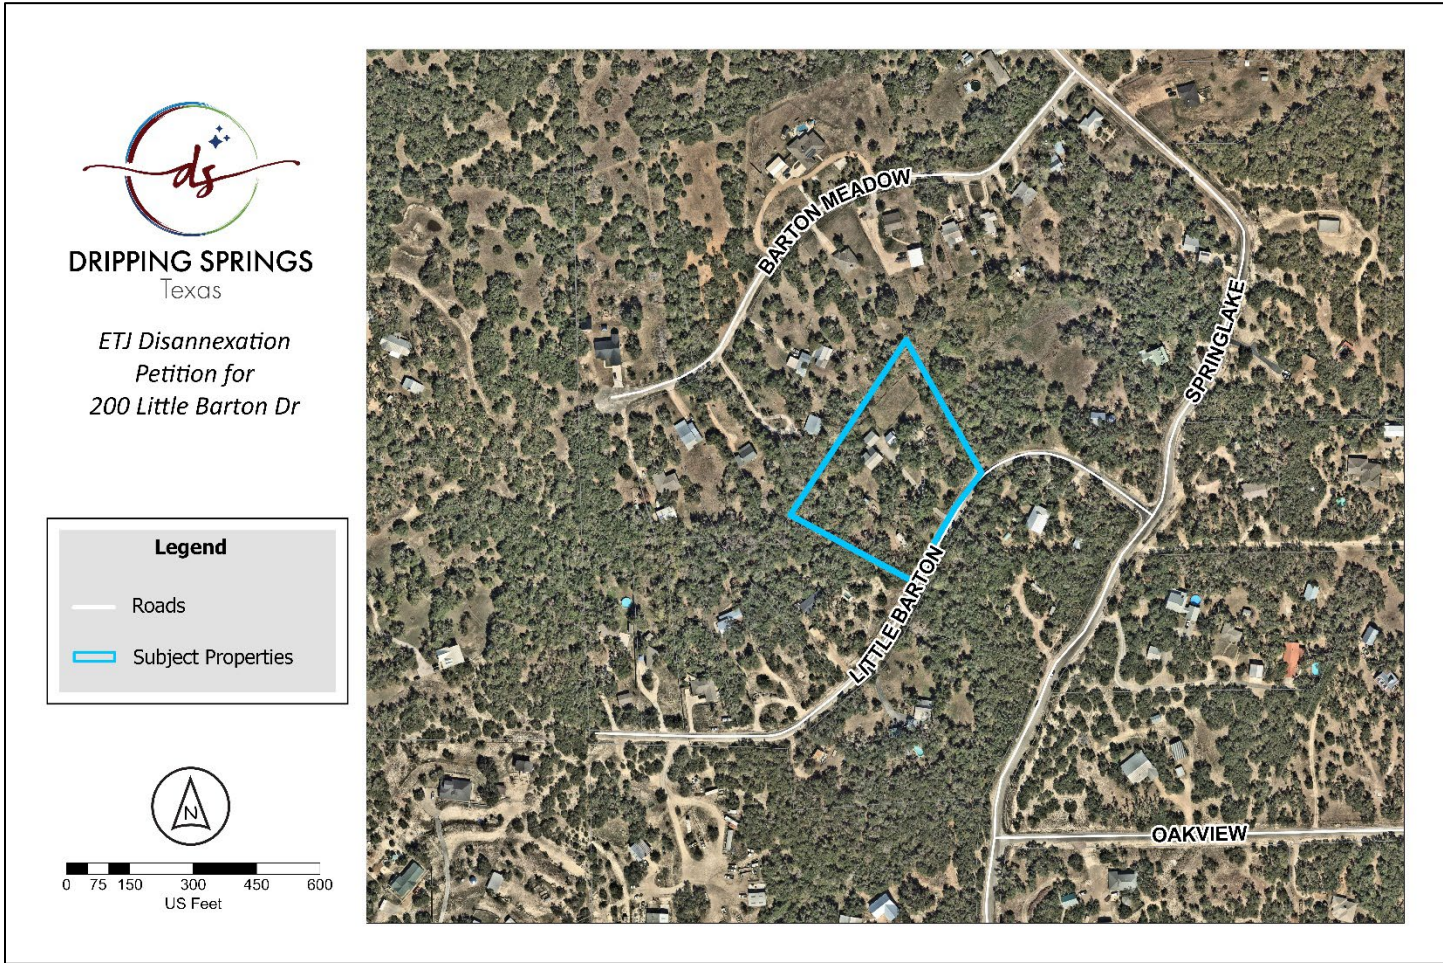 ds
DRIPPING SPRINGS
Texas
ETJ Disannexation
Petition for
200 Little Barton Dr
Legend
Roads
Subject Properties
N
0 75 150 300 450 600
US Feet
BARTON MEADOW
SPRINGLAKE
LITTLE BARTON
OAKVIEW